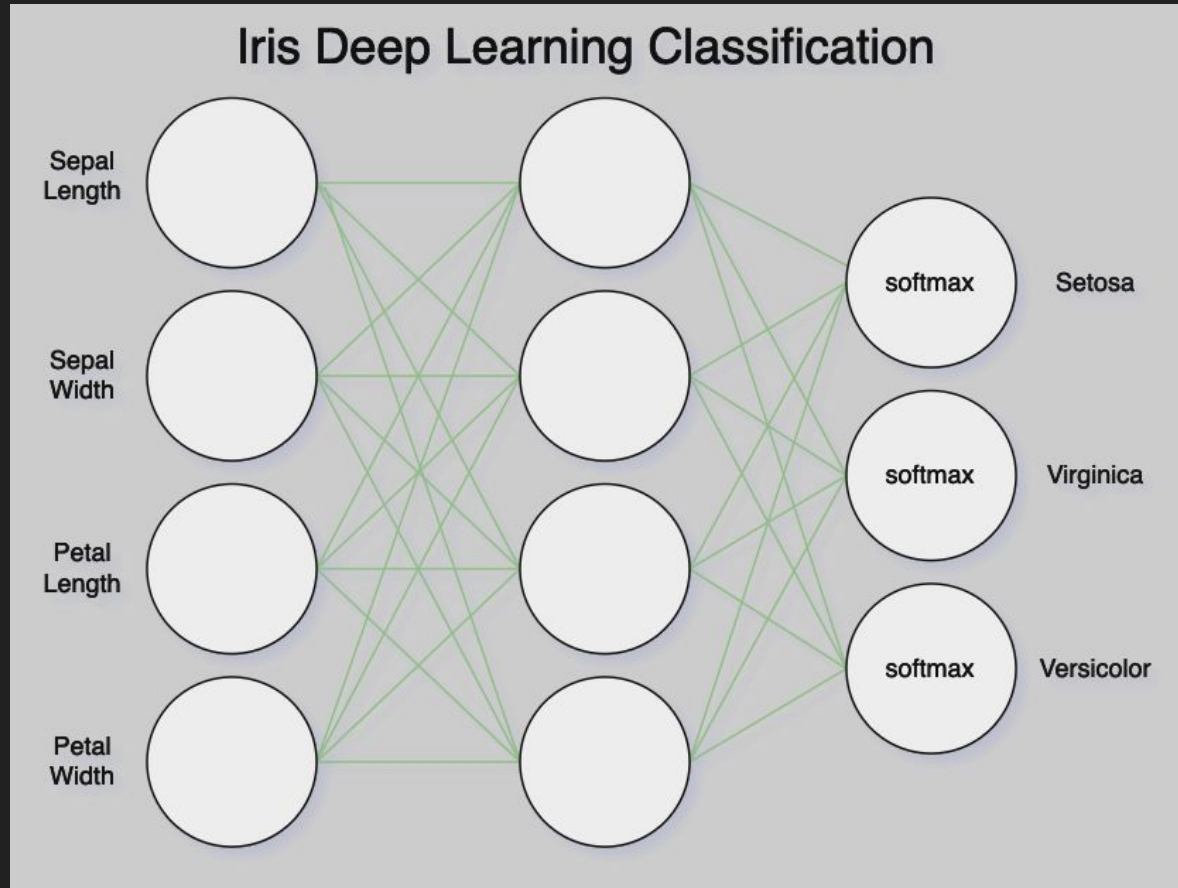 Iris Deep Learning Classification
Sepal
Length
Sepal
Width
Petal
Length
Petal
Width
softmax
Setosa
softmax
Virginica
softmax
Versicolor